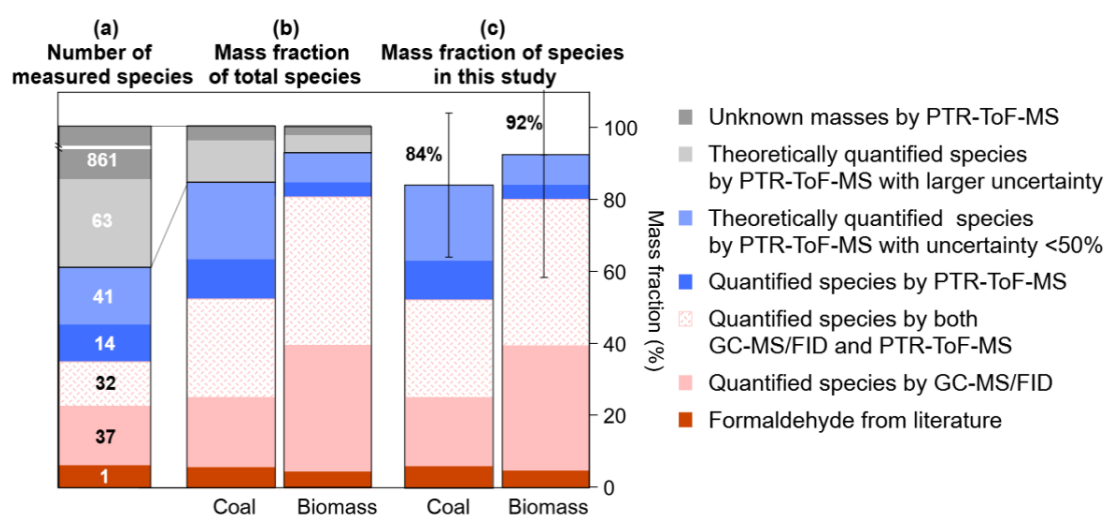 (a)
Number of
measured species
(b)
Mass fraction
of total species
(c)
Mass fraction of species
in this study
861
63
41
14
32
37
1
84%
92%
100
80
60
40
20
0
Mass fraction (%)
Coal
Biomass
Coal
Biomass
Unknown masses by PTR-ToF-MS
Theoretically quantified species
by PTR-ToF-MS with larger uncertainty
Theoretically quantified species
by PTR-ToF-MS with uncertainty <50%
Quantified species by PTR-ToF-MS
Quantified species by both
GC-MS/FID and PTR-ToF-MS
Quantified species by GC-MS/FID
Formaldehyde from literature